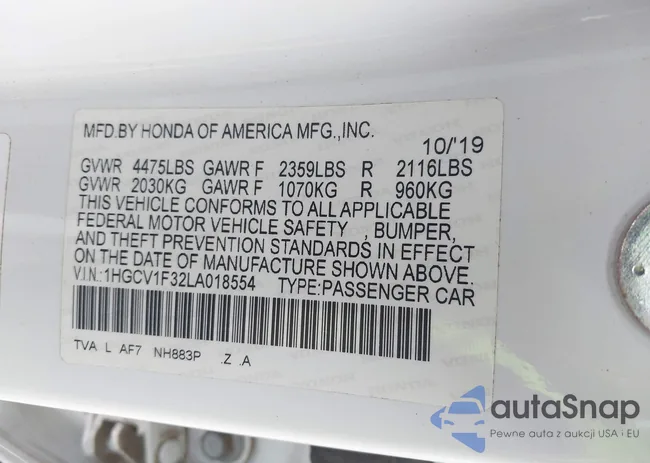 MFD.BY HONDA OF AMERICA MFG.,INC.
10/'19
GVWR 4475LBS GAWR F 2359LBS R 2116LBS
GVWR 2030KG GAWR F 1070KG R 960KG
THIS VEHICLE CONFORMS TO ALL APPLICABLE
FEDERAL MOTOR VEHICLE SAFETY , BUMPER,
AND THEFT PREVENTION STANDARDS IN EFFECT
ON THE DATE OF MANUFACTURE SHOWN ABOVE.
V.I.N.:1HGCV1F32LA018554 TYPE:PASSENGER CAR
TVA L AF7 NH883P .Z .A
autaSnap
Pewne auta z aukcji USA i EU